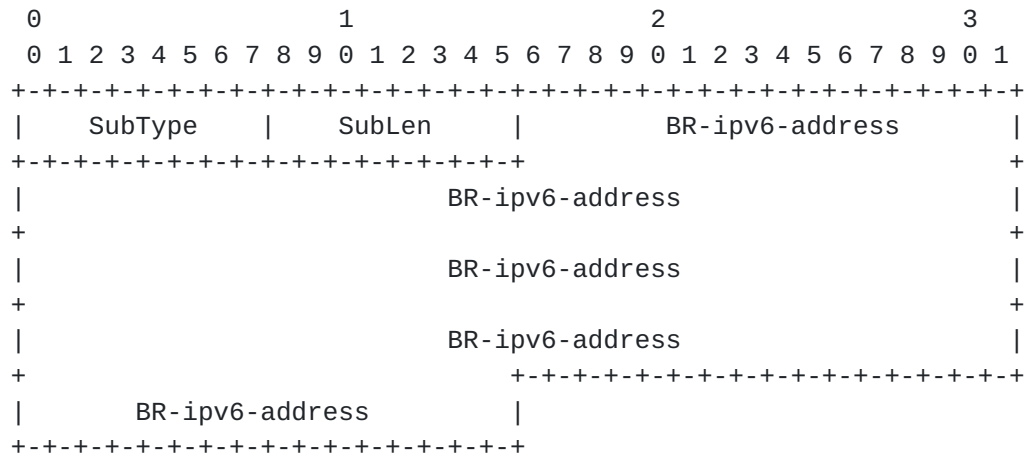 0                   1                   2                   3
 0 1 2 3 4 5 6 7 8 9 0 1 2 3 4 5 6 7 8 9 0 1 2 3 4 5 6 7 8 9 0 1
+-+-+-+-+-+-+-+-+-+-+-+-+-+-+-+-+-+-+-+-+-+-+-+-+-+-+-+-+-+-+-+-+
|    SubType    |    SubLen     |         BR-ipv6-address       |
+-+-+-+-+-+-+-+-+-+-+-+-+-+-+-+-+                               +
|                           BR-ipv6-address                     |
+                                                               +
|                           BR-ipv6-address                     |
+                                                               +
|                           BR-ipv6-address                     |
+                               +-+-+-+-+-+-+-+-+-+-+-+-+-+-+-+-+
|       BR-ipv6-address         |
+-+-+-+-+-+-+-+-+-+-+-+-+-+-+-+-+